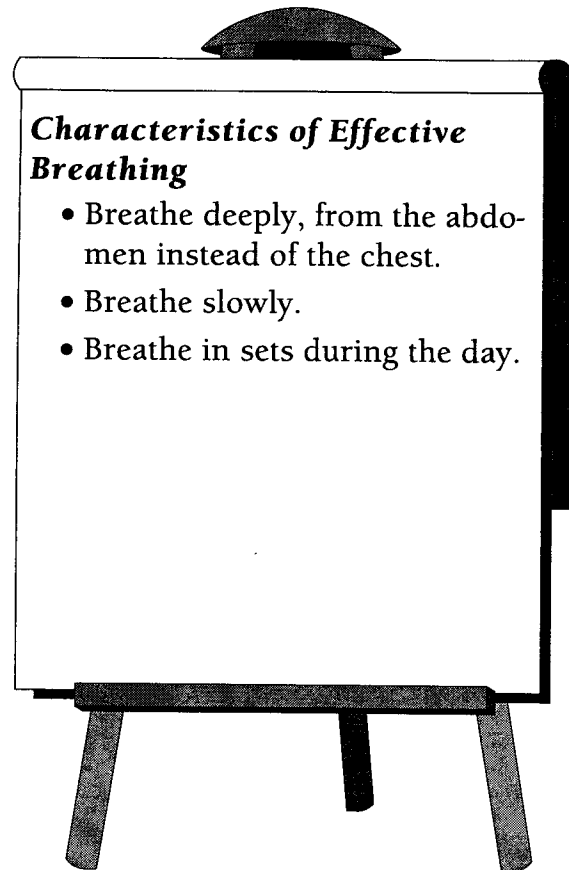 Characteristics of Effective
Breathing
• Breathe deeply, from the abdo-
men instead of the chest.
• Breathe slowly.
• Breathe in sets during the day.